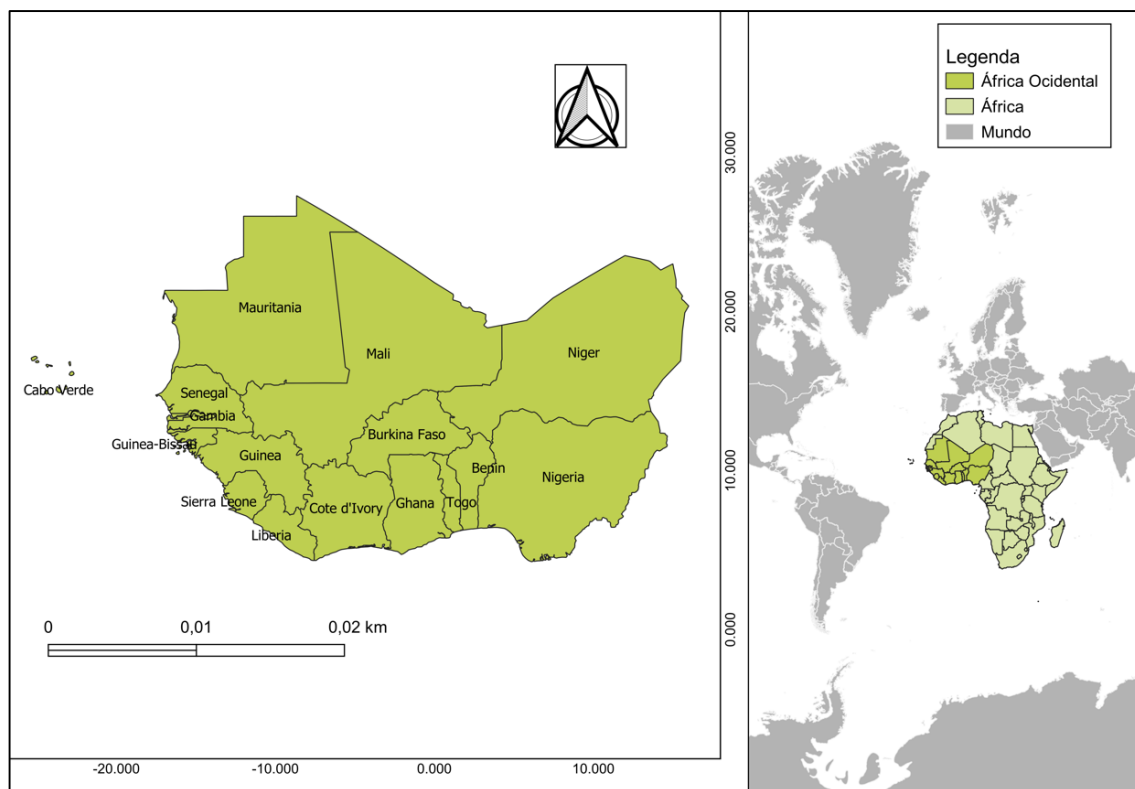 Legenda
África Ocidental
África
Mundo
Mauritania
Mali
Niger
Cabo Verde
Senegal
Gambia
Guinea-Bissau
Guinea
Burkina Faso
Benin
Nigeria
Sierra Leone
Cote d'Ivory
Ghana
Togo
Liberia
0 0,01 0,02 km
-20.000 -10.000 0.000 10.000
30.000
20.000
10.000
0.000